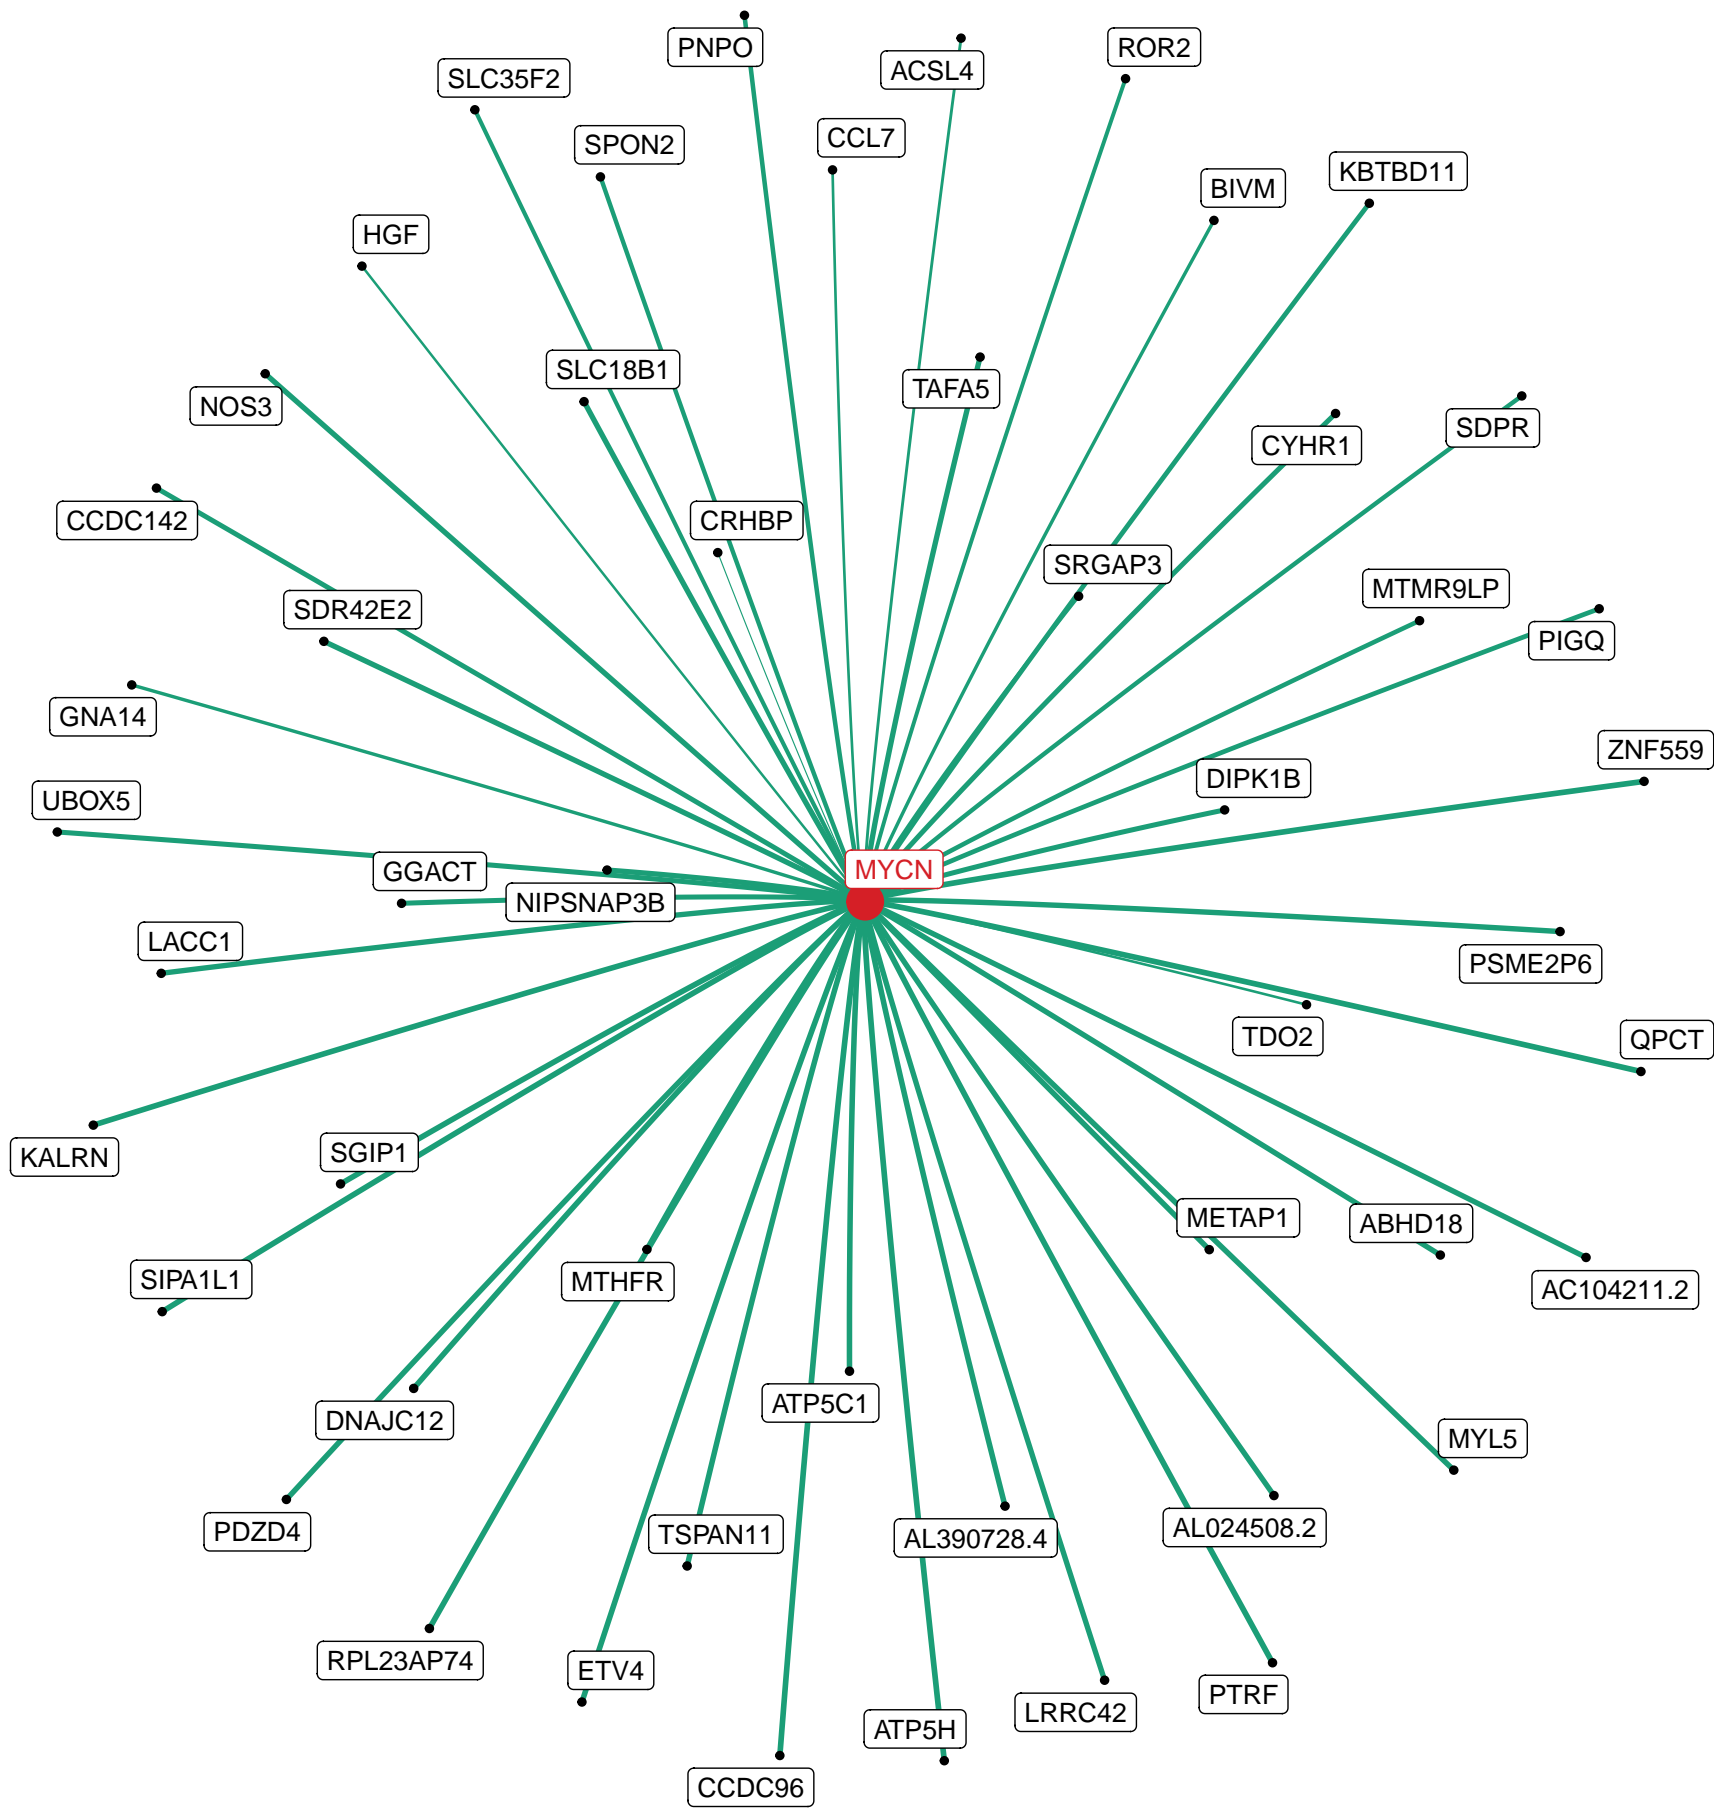 PNPO
ROR2
ACSL4
SLC35F2
CCL7
SPON2
KBTBD11
BIVM
HGF
SLC18B1
TAFA5
NOS3
SDPR
CYHR1
CCDC142
CRHBP
SRGAP3
MTMR9LP
SDR42E2
PIGQ
GNA14
ZNF559
DIPK1B
UBOX5
MYCN
GGACT
NIPSNAP3B
LACC1
PSME2P6
TDO2
QPCT
SGIP1
KALRN
METAP1
ABHD18
SIPA1L1
MTHFR
AC104211.2
ATP5C1
DNAJC12
MYL5
AL024508.2
PDZD4
TSPAN11
AL390728.4
RPL23AP74
ETV4
PTRF
LRRC42
ATP5H
CCDC96